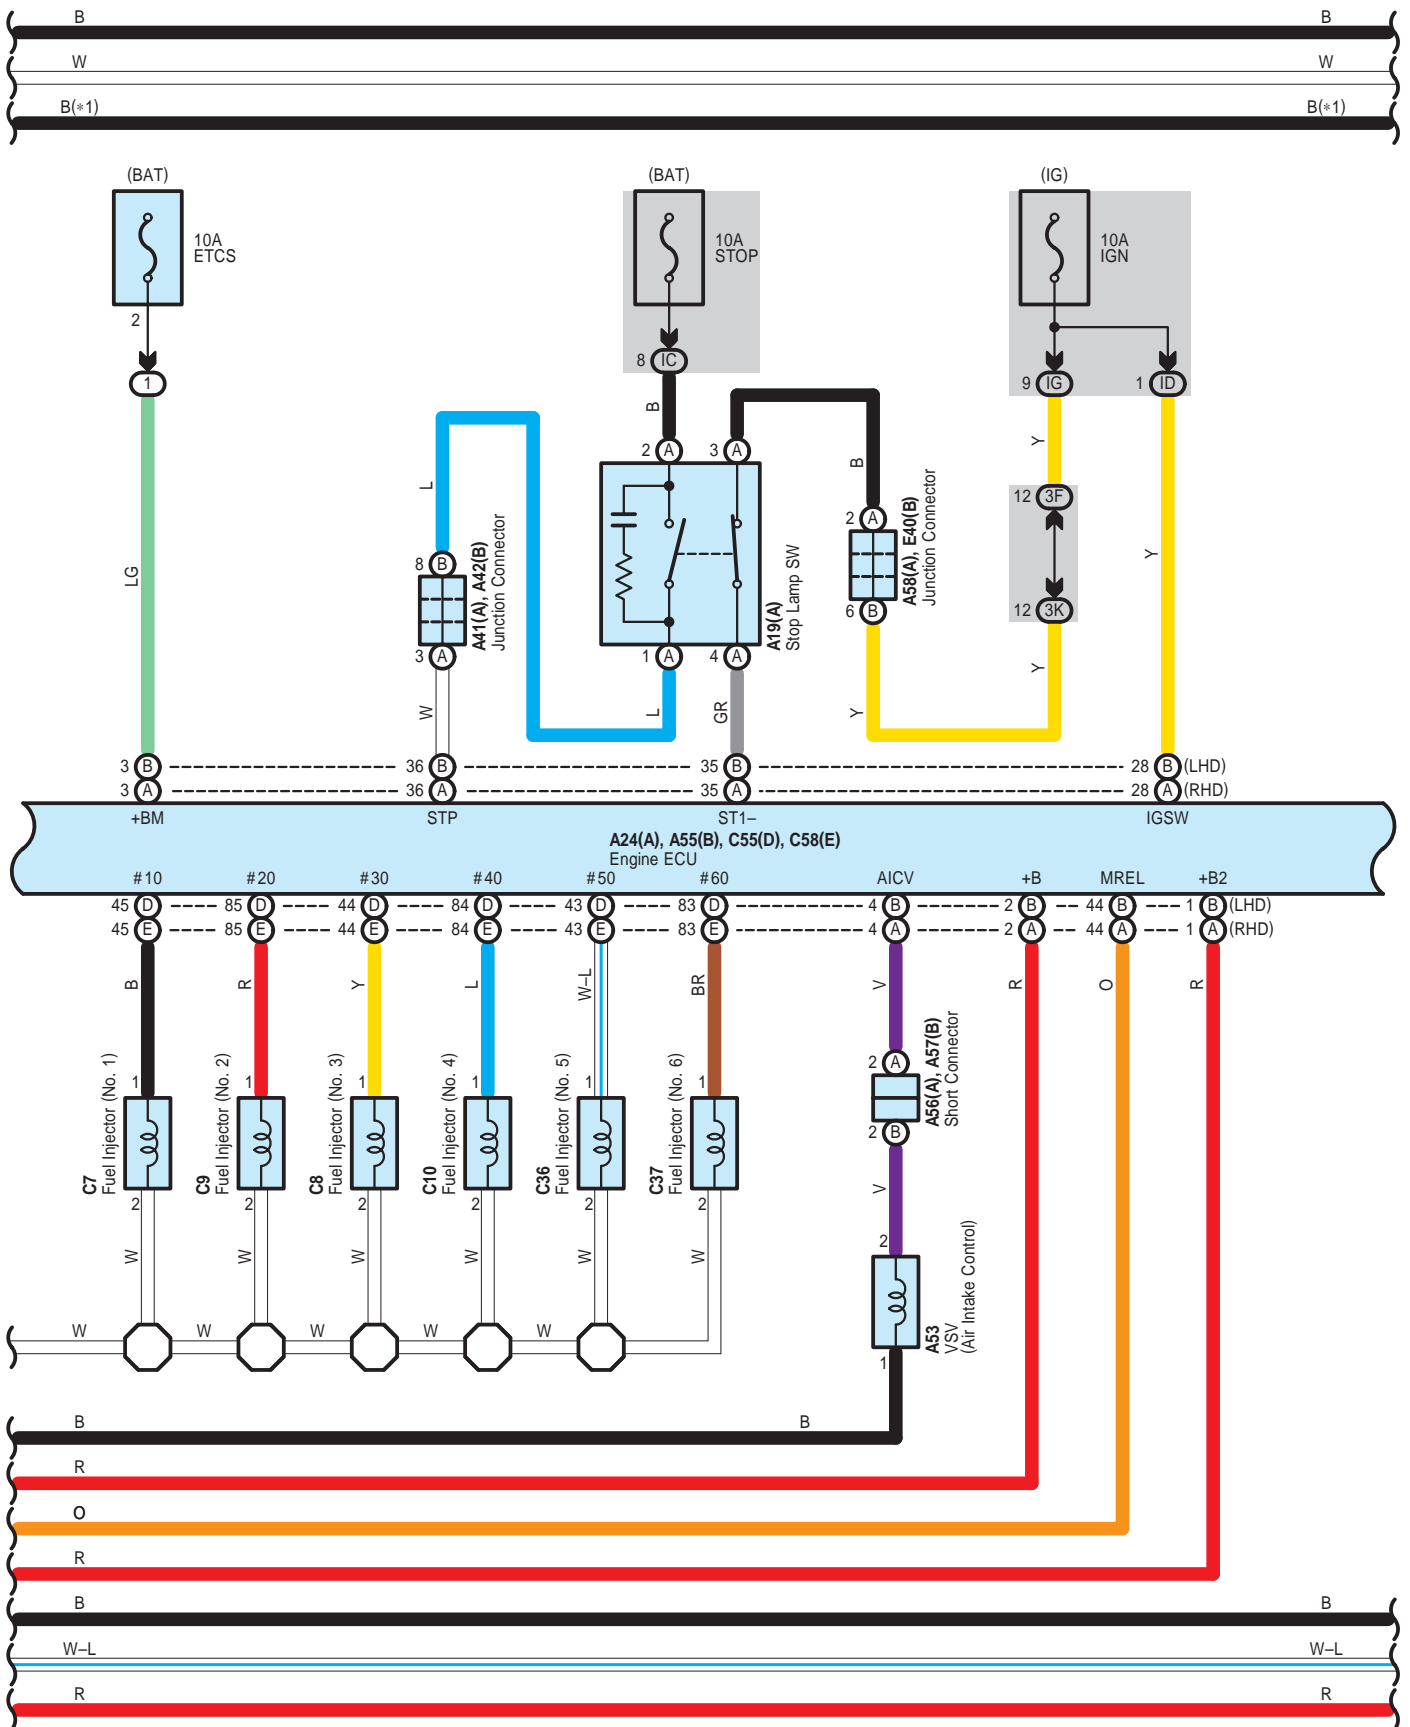 B B
W W
B(*1) B(*1)
(BAT) (BAT) (IG)
10A 10A 10A
ETCS STOP IGN
2
8 IC
1 9 IG 1 ID
B
2 A 3 A
Y
L B
12 3F
2 A
A58(A), E40(B)
Junction Connector
8 B
A41(A), A42(B)
Junction Connector
LG Y
A19(A)
Stop Lamp SW
6 B 12 3K
3 A 1 A 4 A
Y
W L GR Y
3 B 36 B 35 B 28 B (LHD)
3 A 36 A 35 A 28 A (RHD)
+BM STP ST1– IGSW
A24(A), A55(B), C55(D), C58(E)
Engine ECU
#10 #20 #30 #40 #50 #60 AICV +B MREL +B2
45 D 85 D 44 D 84 D 43 D 83 D 4 B 2 B 44 B 1 B (LHD)
45 E 85 E 44 E 84 E 43 E 83 E 4 A 2 A 44 A 1 A (RHD)
B R Y L W–L BR V R O R
2 A
A56(A), A57(B)
Short Connector
2 B
1 1 1 1 1 1
C7
Fuel Injector (No. 1)
C9
Fuel Injector (No. 2)
C8
Fuel Injector (No. 3)
C10
Fuel Injector (No. 4)
C36
Fuel Injector (No. 5)
C37
Fuel Injector (No. 6)
2 2 2 2 2 2
V
W W W W W W
2
A53
VSV
(Air Intake Control)
1
W W W W W
B B
R
O
R
B B
W–L W–L
R R